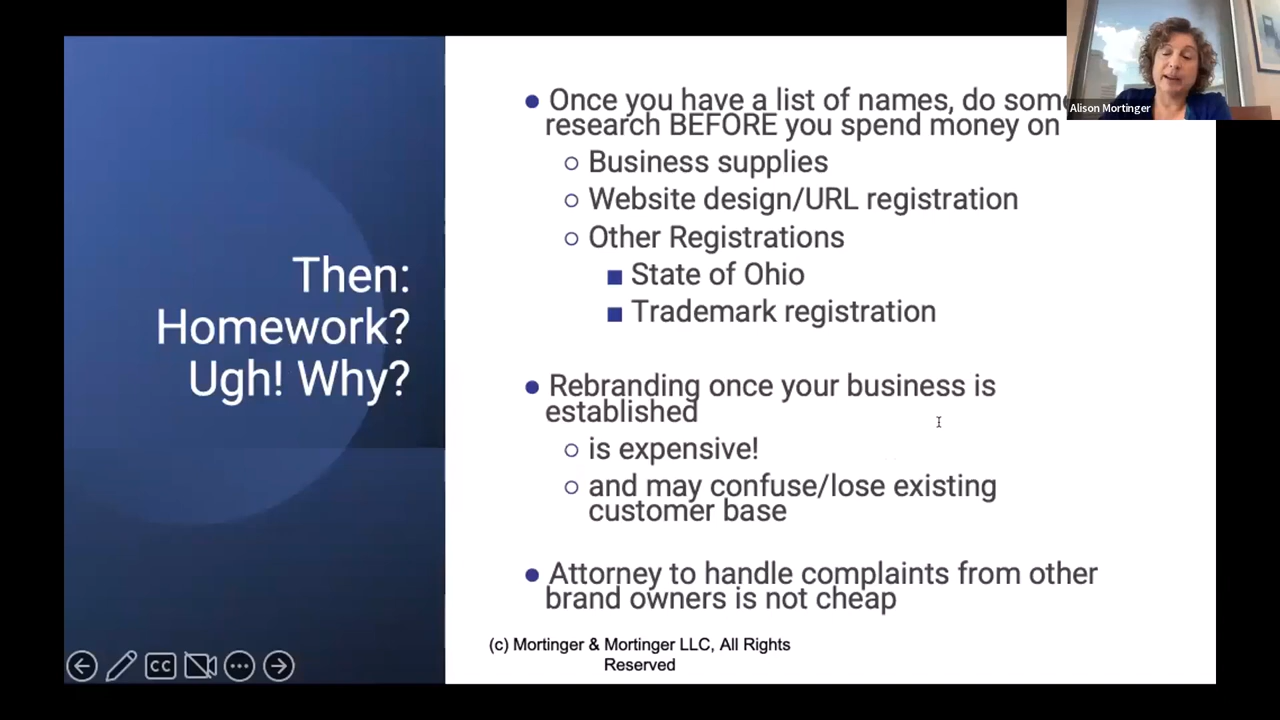 Then:
Homework?
Ugh! Why?
● Once you have a list of names, do some
research BEFORE you spend money on
○ Business supplies
○ Website design/URL registration
○ Other Registrations
■ State of Ohio
■ Trademark registration
● Rebranding once your business is
established
○ is expensive!
○ and may confuse/lose existing
customer base
● Attorney to handle complaints from other
brand owners is not cheap
(c) Mortinger & Mortinger LLC, All Rights
Reserved
CC
Alison Mortinger